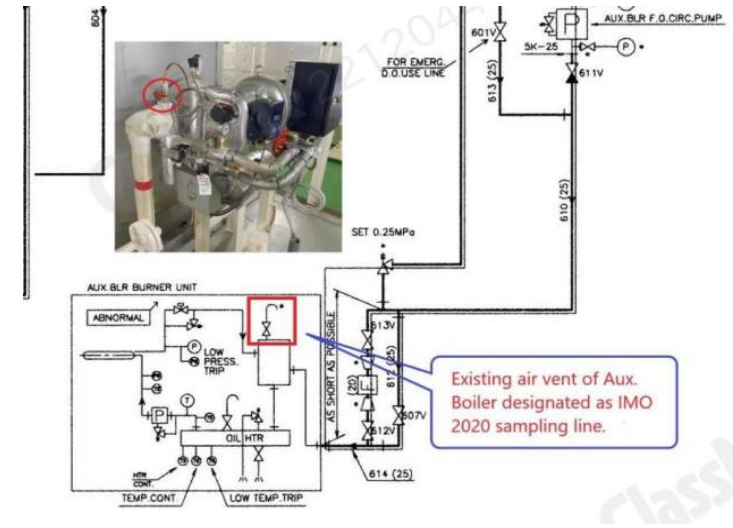 604
AUX.BLR F.O.CIRC.PUMP
P
601V
5K-25
P
611V
FOR EMERG.
D.O.USE LINE
613 (25)
610 (25)
SET 0.25MPa
AUX.BLR BURNER UNIT
ABNORMAL
P
LOW
PRESS.
TRIP
AS SHORT AS POSSIBLE
613V
612 (25)
(20)
F
607V
612V
T
P
OIL HTR
614 (25)
HTR
CONT.
TEMP.CONT.
LOW TEMP.TRIP
Existing air vent of Aux.
Boiler designated as IMO
2020 sampling line.